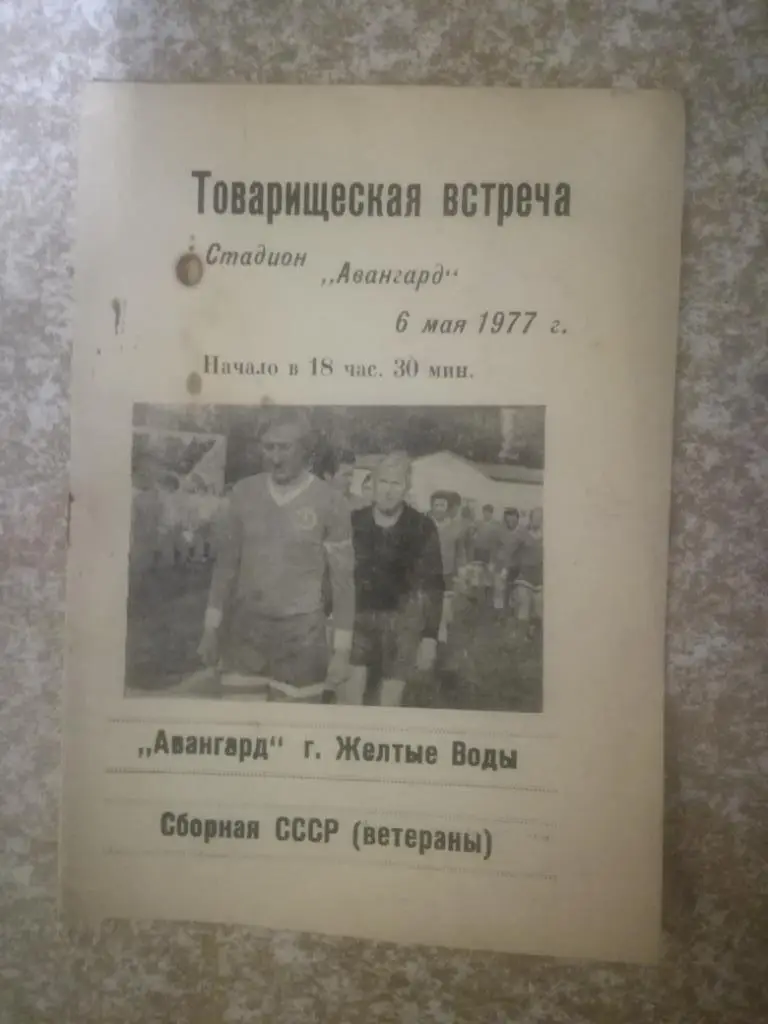 Товарищеская встреча
Стадион „Авангард“
6 мая 1977 г.
Начало в 18 час. 30 мин.
„Авангард“ г. Желтые Воды
Сборная СССР (ветераны)